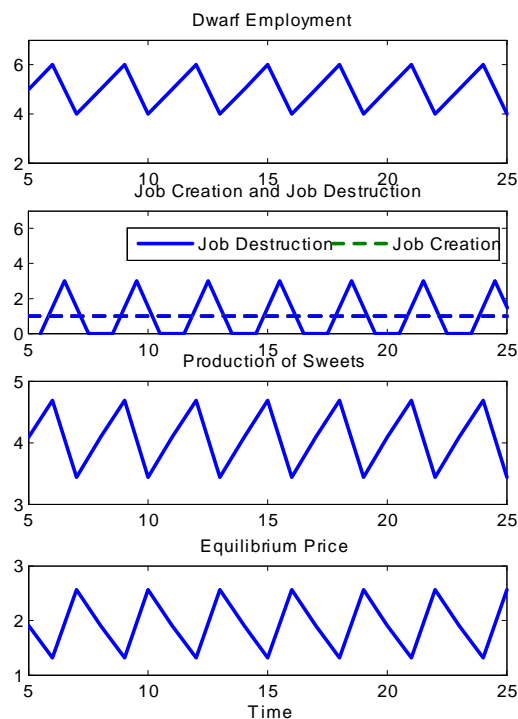 Dwarf Employment
6
4
2
5 10 15 20 25
Job Creation and Job Destruction
6
4
2
0
Job Destruction Job Creation
5 10 15 20 25
Production of Sweets
5
4
3
5 10 15 20 25
Equilibrium Price
3
2
1
5 10 15 20 25
Time